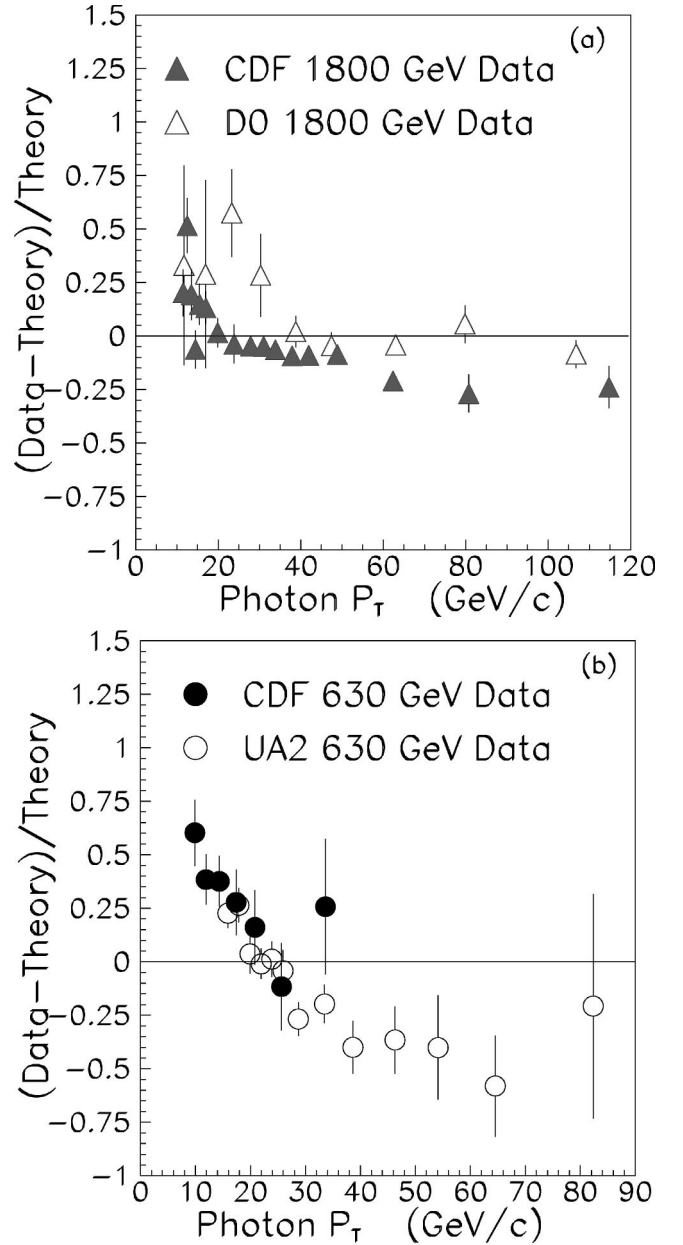 (a)
CDF 1800 GeV Data
D0 1800 GeV Data
(Data−Theory)/Theory
1.5
1.25
1
0.75
0.5
0.25
0
−0.25
−0.5
−0.75
−1
0 20 40 60 80 100 120
Photon P_T (GeV/c)
(b)
CDF 630 GeV Data
UA2 630 GeV Data
(Data−Theory)/Theory
1.5
1.25
1
0.75
0.5
0.25
0
−0.25
−0.5
−0.75
−1
0 10 20 30 40 50 60 70 80 90
Photon P_T (GeV/c)